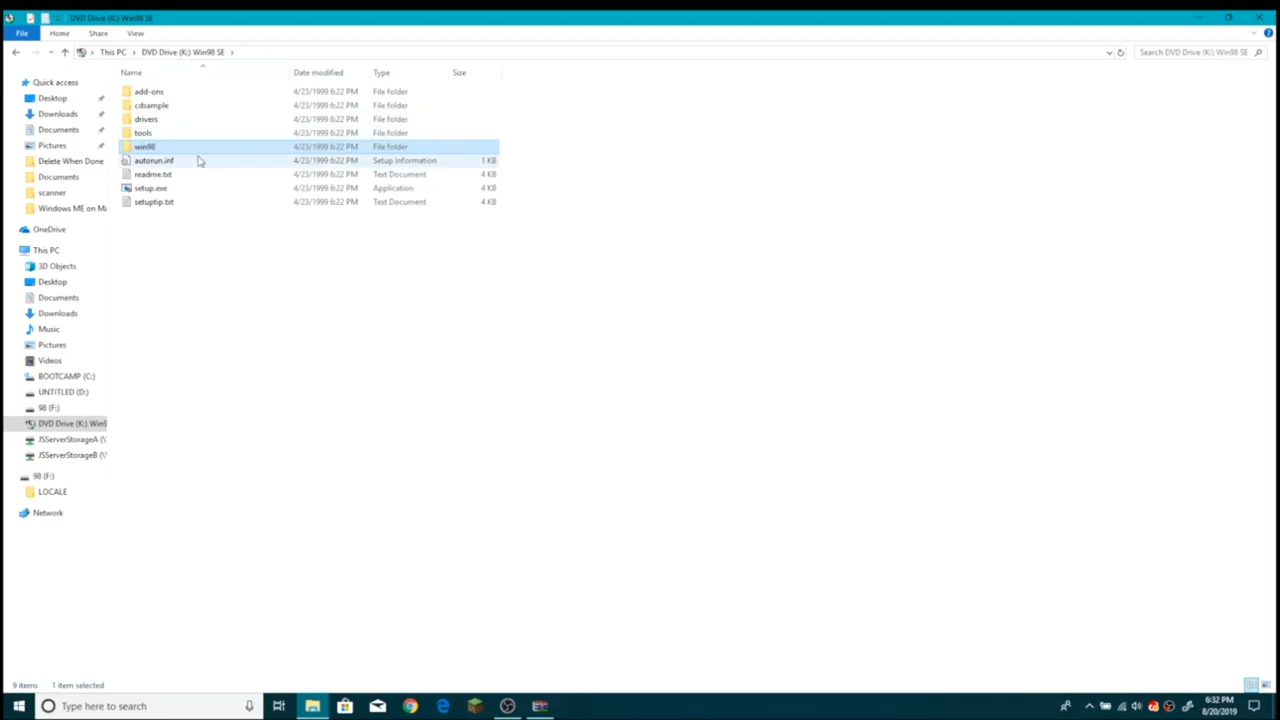 DVD Drive (K:) Win98 SE
File Home Share View
This PC DVD Drive (K:) Win98 SE
Search DVD Drive (K:) Win98 SE
Name Date modified Type Size
add-ons 4/23/1999 6:22 PM File folder
cdsample 4/23/1999 6:22 PM File folder
drivers 4/23/1999 6:22 PM File folder
tools 4/23/1999 6:22 PM File folder
win98 4/23/1999 6:22 PM File folder
autorun.inf 4/23/1999 6:22 PM Setup Information 1 KB
readme.txt 4/23/1999 6:22 PM Text Document 4 KB
setup.exe 4/23/1999 6:22 PM Application 4 KB
setuptip.txt 4/23/1999 6:22 PM Text Document 4 KB
Quick access
Desktop
Downloads
Documents
Pictures
Delete When Done
Documents
scanner
Windows ME on Ma
OneDrive
This PC
3D Objects
Desktop
Documents
Downloads
Music
Pictures
Videos
BOOTCAMP (C:)
UNTITLED (D:)
98 (F:)
DVD Drive (K:) Win9
JSServerStorageA (\
JSServerStorageB (\
98 (F:)
LOCALE
Network
9 items 1 item selected
Type here to search
6:32 PM
8/20/2019